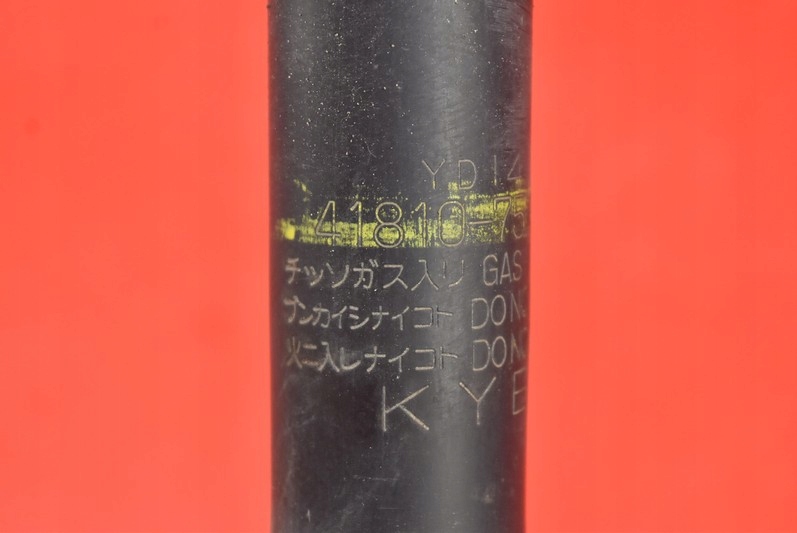 YD14
41810-75
チッソガス入リ GAS
ブンカイシナイコト DON
火ニ入レナイコト DON
KYB